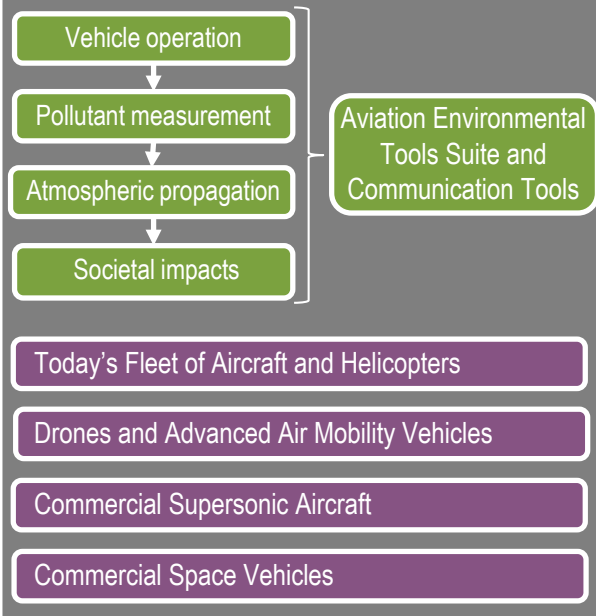 Vehicle operation
Pollutant measurement
Atmospheric propagation
Societal impacts
Aviation Environmental
Tools Suite and
Communication Tools
Today’s Fleet of Aircraft and Helicopters
Drones and Advanced Air Mobility Vehicles
Commercial Supersonic Aircraft
Commercial Space Vehicles